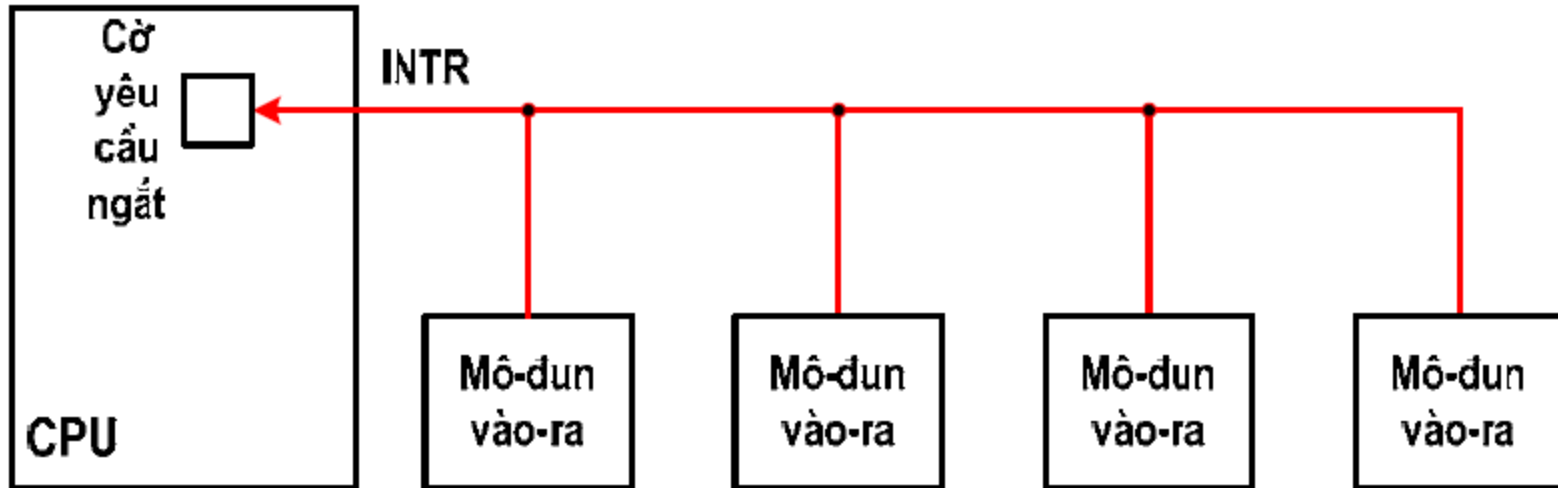 Cờ
yêu
cầu
ngắt
INTR
CPU
Mô-đun
vào-ra
Mô-đun
vào-ra
Mô-đun
vào-ra
Mô-đun
vào-ra